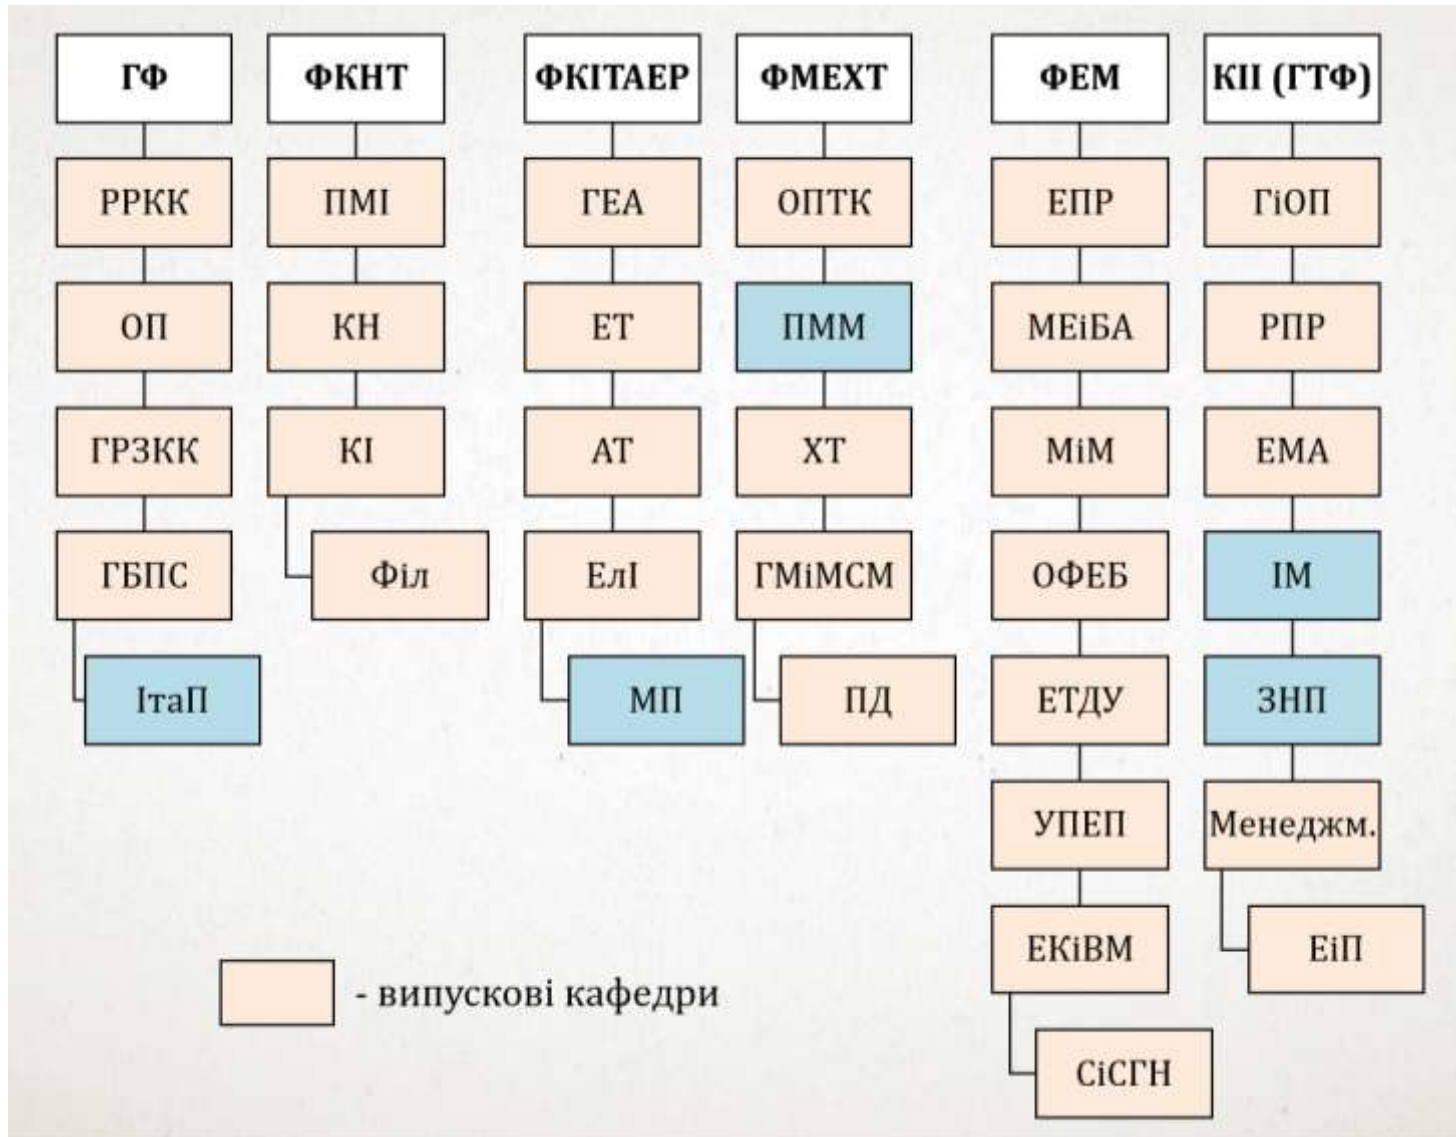 ГФ
РРКК
ОП
ГРЗКК
ГБПС
ІтаП
ФКНТ
ПМІ
КН
КІ
Філ
ФКІТАЕР
ГЕА
ЕТ
АТ
ЕлІ
МП
ФМЕХТ
ОПТК
ПММ
ХТ
ГМіМСМ
ПД
ФЕМ
ЕПР
МЕіБА
МіМ
ОФЕБ
ЕТДУ
УПЕП
ЕКіВМ
СіСГН
КІІ (ГТФ)
ГіОП
РПР
ЕМА
ІМ
ЗНП
Менеджм.
ЕіП
- випускові кафедри